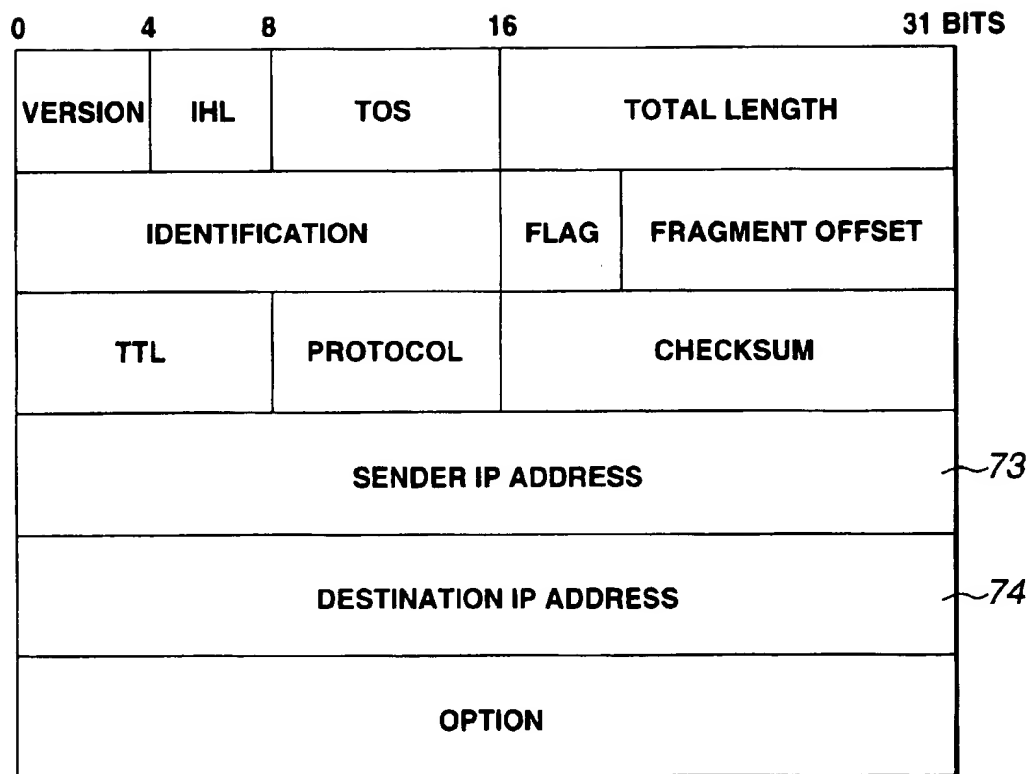 0 4 8 16 31 BITS
VERSION IHL TOS TOTAL LENGTH
IDENTIFICATION FLAG FRAGMENT OFFSET
TTL PROTOCOL CHECKSUM
SENDER IP ADDRESS 73
DESTINATION IP ADDRESS 74
OPTION